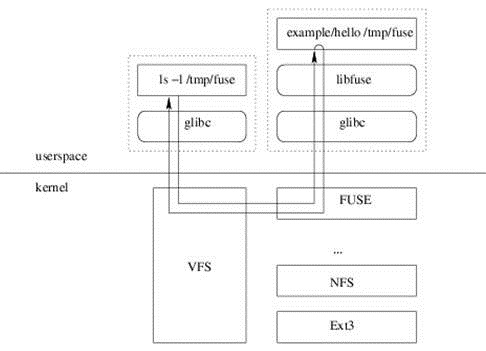 example/hello /tmp/fuse
ls –l /tmp/fuse
libfuse
glibc
glibc
userspace
kernel
FUSE
...
VFS
NFS
Ext3